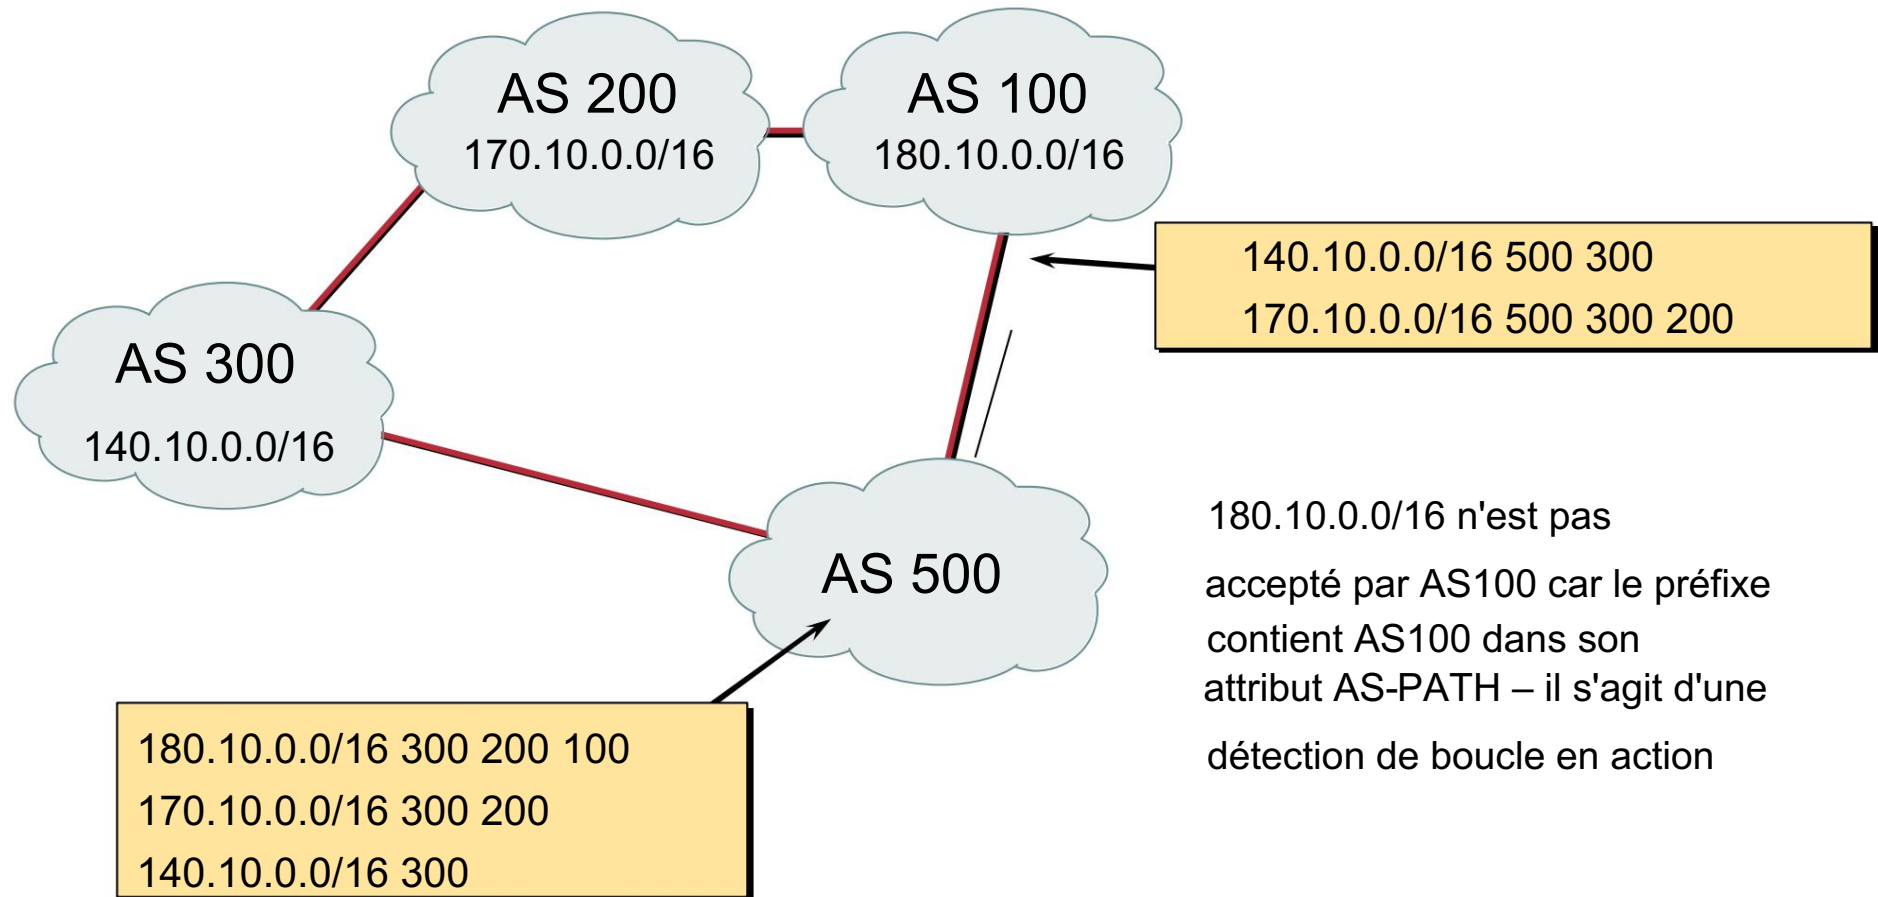 AS 200
170.10.0.0/16
AS 100
180.10.0.0/16
140.10.0.0/16 500 300
170.10.0.0/16 500 300 200
AS 300
140.10.0.0/16
AS 500
180.10.0.0/16 n'est pas
accepté par AS100 car le préfixe
contient AS100 dans son
attribut AS-PATH – il s'agit d'une
détection de boucle en action
180.10.0.0/16 300 200 100
170.10.0.0/16 300 200
140.10.0.0/16 300